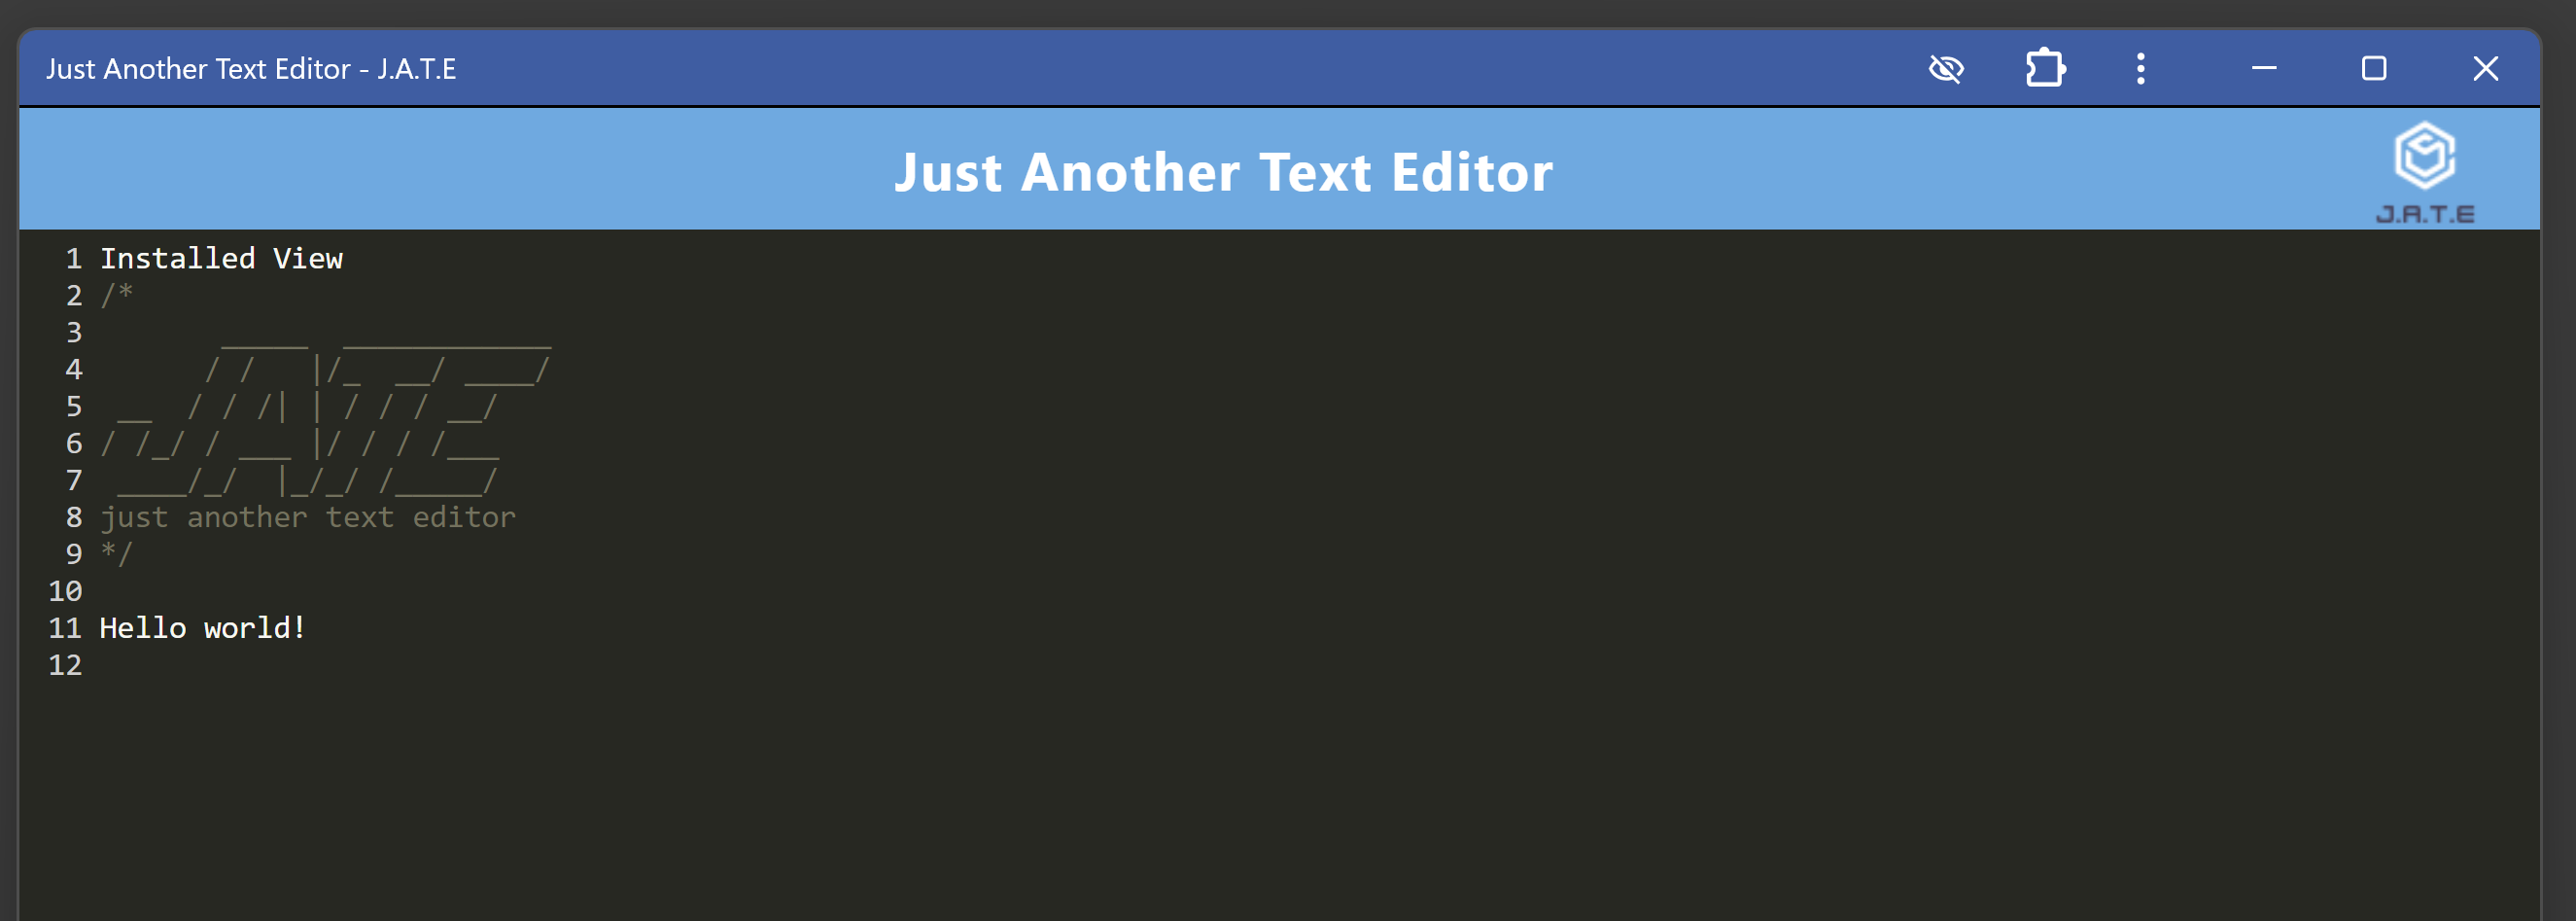 Just Another Text Editor - J.A.T.E
Just Another Text Editor
J.A.T.E
1 Installed View
2 /*
3      _____  ____________
4       / /   |/_  __/ ____/
5  __  / / /| | / / / __/
6 / /_/ / ___ |/ / / /___
7  ____/_/  |_/_/ /_____/
8 just another text editor
9 */
10
11 Hello world!
12